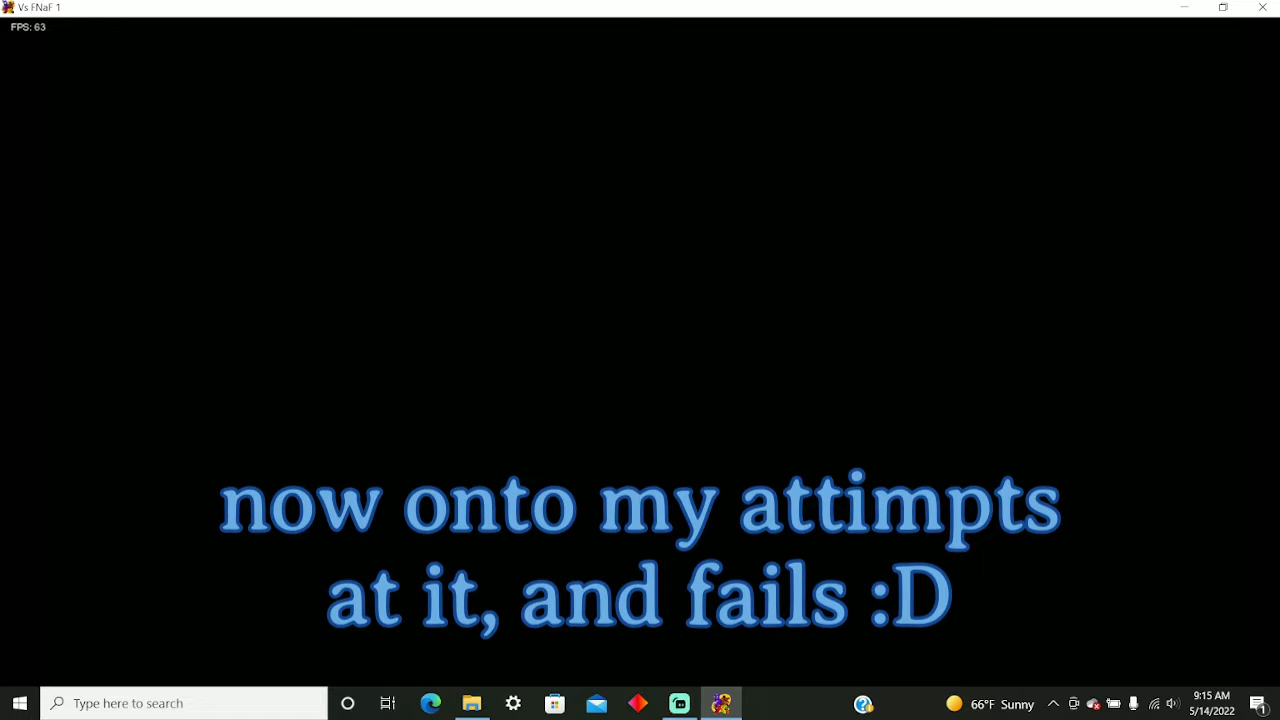 Vs FNaF 1
FPS: 63
now onto my attimpts
at it, and fails :D
Type here to search
66°F Sunny
9:15 AM
5/14/2022
1